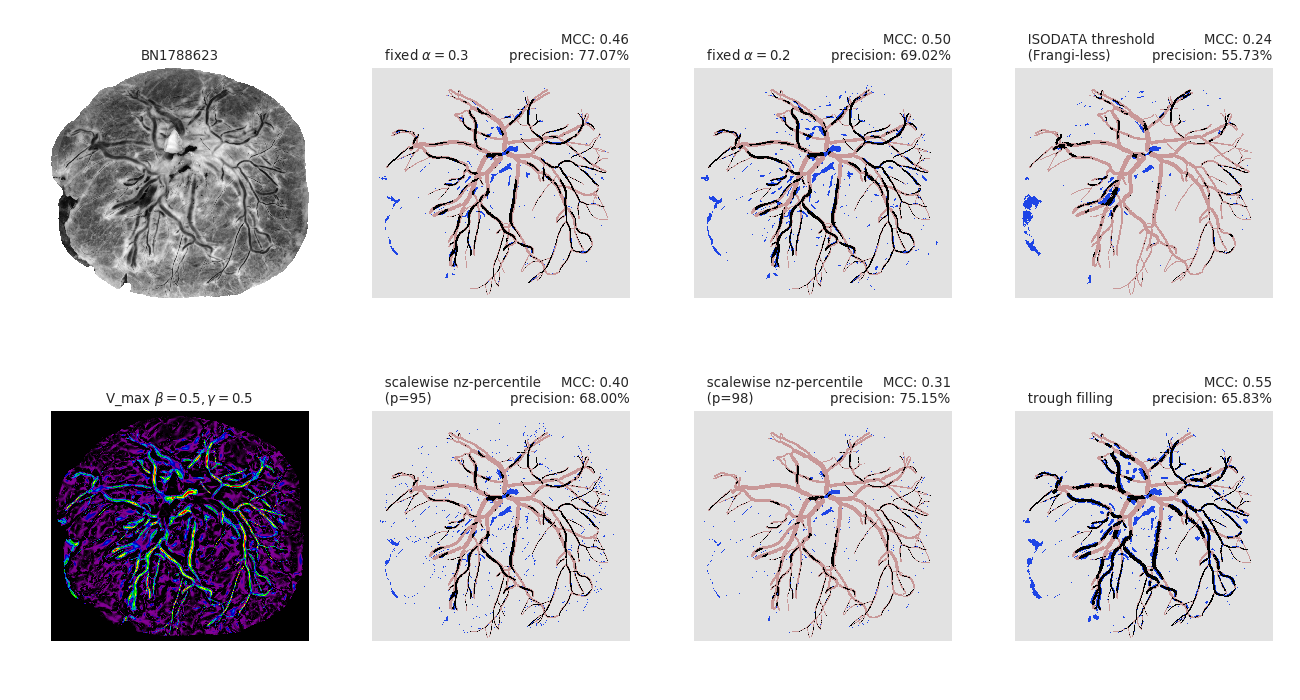 BN1788623
fixed α = 0.3
MCC: 0.46
precision: 77.07%
fixed α = 0.2
MCC: 0.50
precision: 69.02%
ISODATA threshold
(Frangi-less)
MCC: 0.24
precision: 55.73%
V_max β = 0.5, γ = 0.5
scalewise nz-percentile
(p=95)
MCC: 0.40
precision: 68.00%
scalewise nz-percentile
(p=98)
MCC: 0.31
precision: 75.15%
trough filling
MCC: 0.55
precision: 65.83%